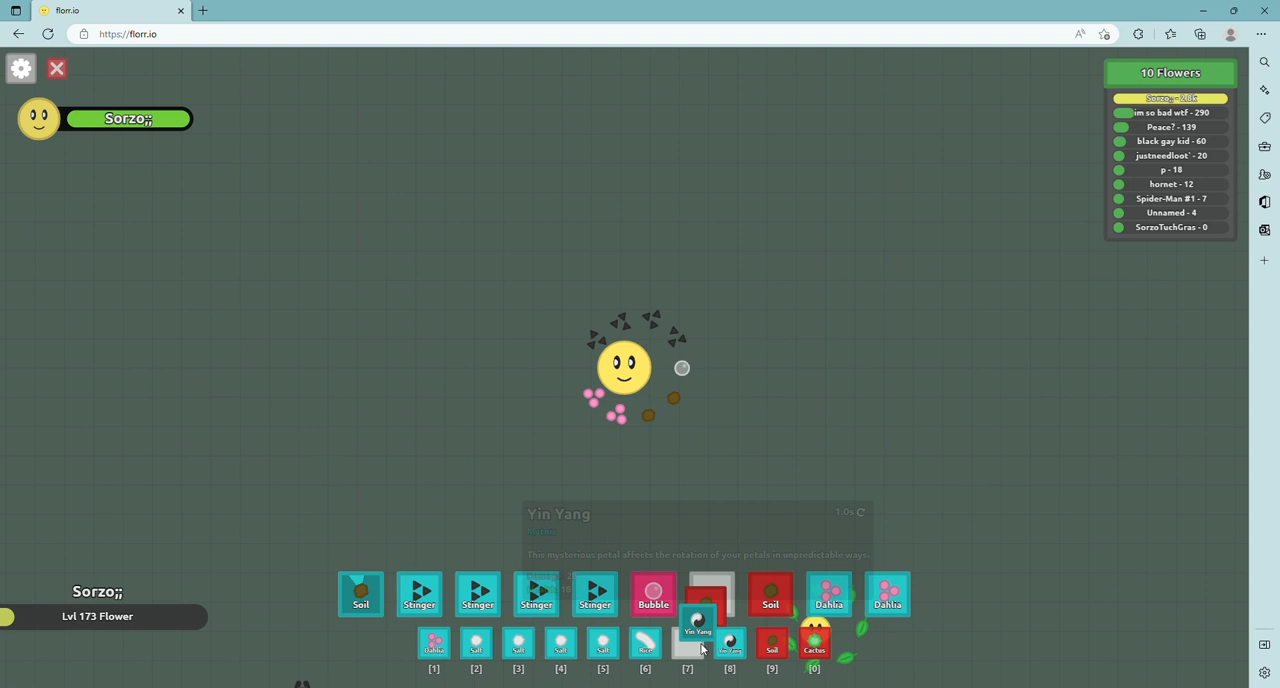 florr.io
https://florr.io
Sorzo;;
10 Flowers
Sorzo;; - 2.8k
im so bad wtf - 290
Peace? - 139
black gay kid - 60
justneedloot` - 20
p - 18
hornet - 12
Spider-Man #1 - 7
Unnamed - 4
SorzoTuchGras - 0
Yin Yang
1.0s
This mysterious petal affects the rotation of your petals in unpredictable ways.
Sorzo;;
Lvl 173 Flower
Soil Stinger Stinger Stinger Stinger Bubble Soil Dahlia Dahlia
Yin Yang
Dahlia Salt Salt Salt Salt Rice Yin Yang Soil Cactus
[1] [2] [3] [4] [5] [6] [7] [8] [9] [0]